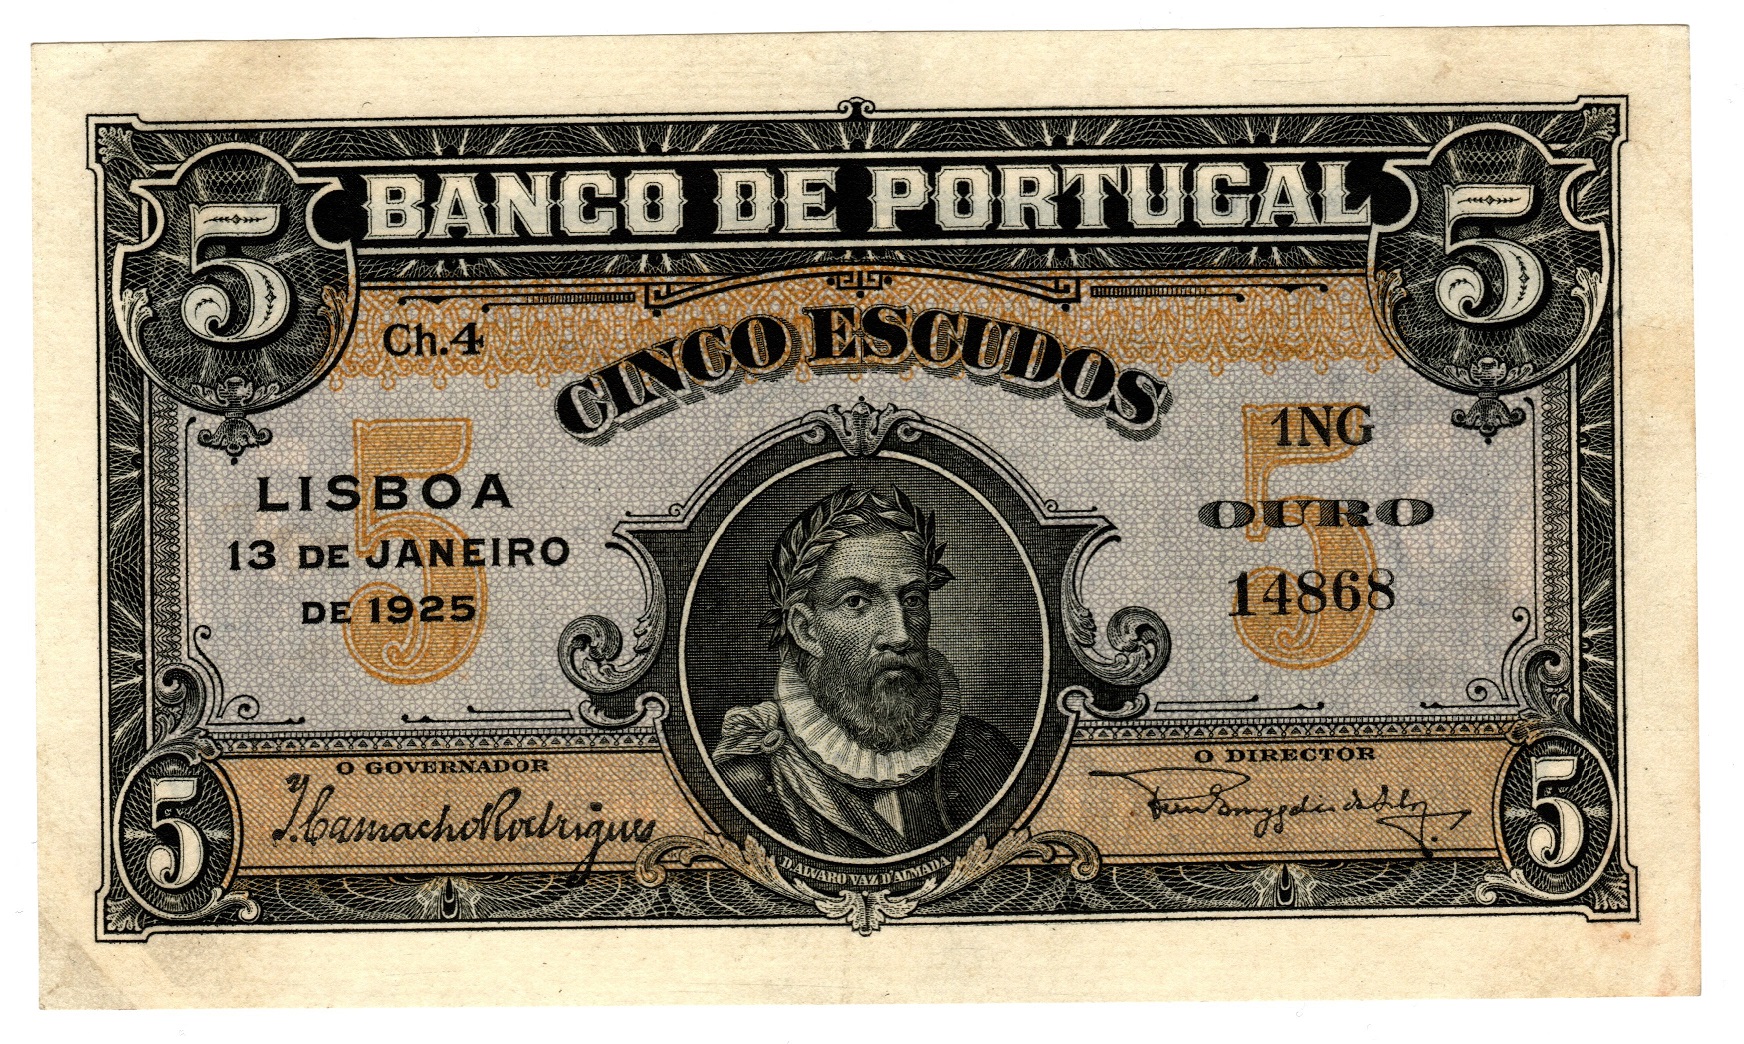 5 BANCO DE PORTUGAL 5
Ch.4
CINCO ESCUDOS
5 5
1NG
LISBOA
OURO
13 DE JANEIRO
14868
DE 1925
O GOVERNADOR
O DIRECTOR
J. Camacho Rodrigues
5 5
D. ALVARO VAZ D'ALMADA